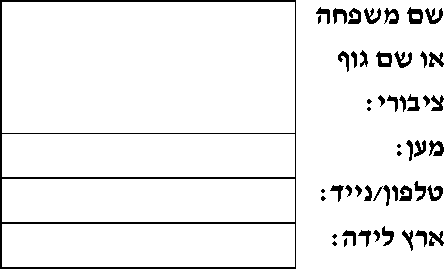 שם משפחה
או שם גוף
ציבורי:
מען:
טלפון/נייד:
ארץ לידה: